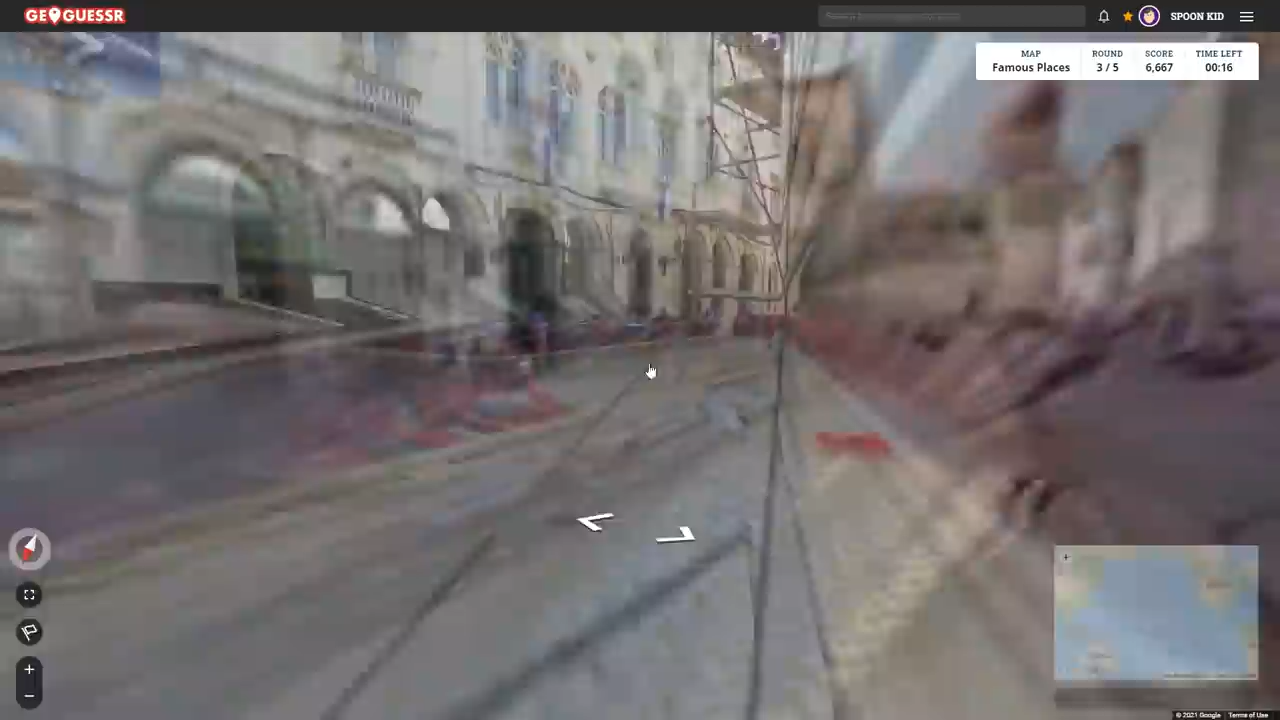 GEOGUESSR
SPOON KID
MAP
Famous Places
ROUND
3 / 5
SCORE
6,667
TIME LEFT
00:16
© 2021 Google
Terms of Use